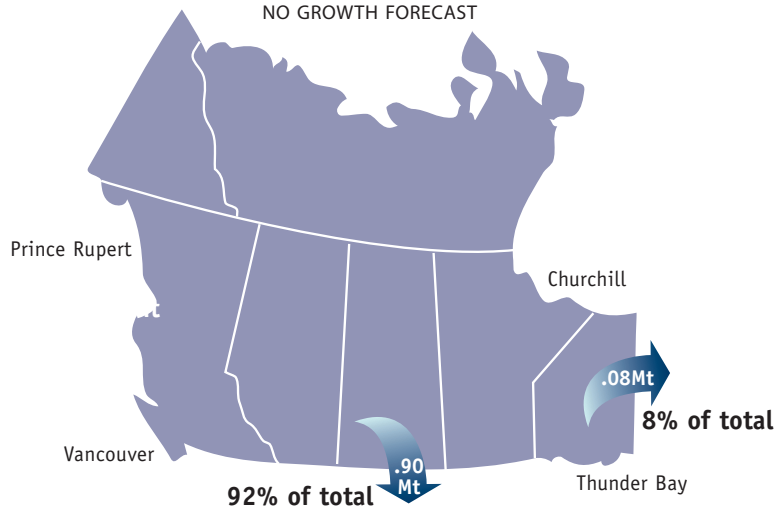 NO GROWTH FORECAST
Prince Rupert
Churchill
.08Mt
8% of total
Vancouver
.90
Mt
92% of total
Thunder Bay